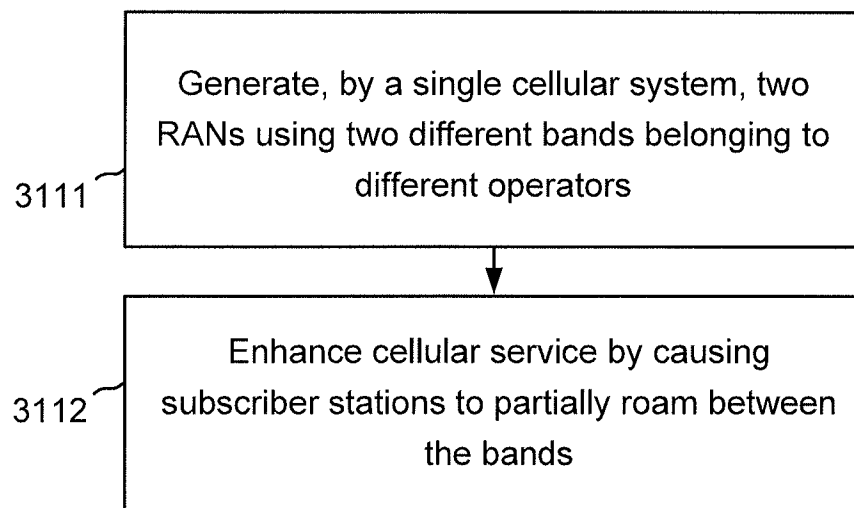 Generate, by a single cellular system, two
RANs using two different bands belonging to
different operators
3111
Enhance cellular service by causing
subscriber stations to partially roam between
the bands
3112